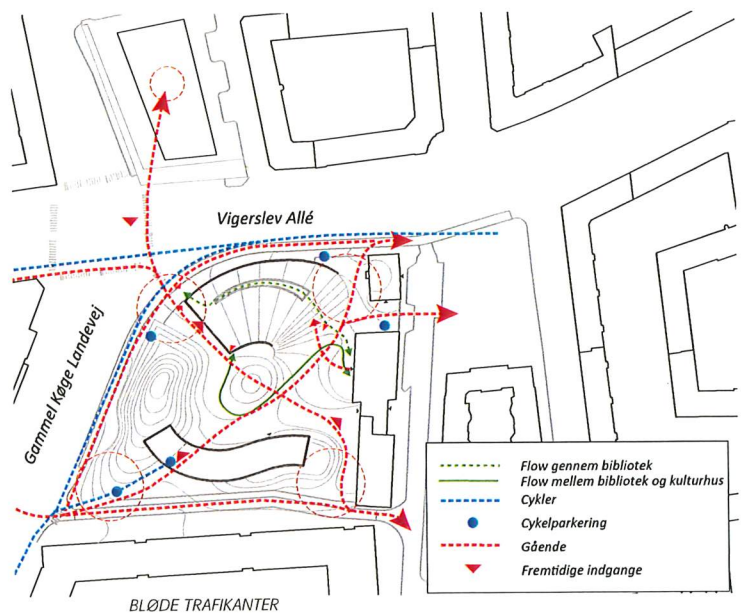 Vigerslev Allé
Gammel Køge Landevej
Flow gennem bibliotek
Flow mellem bibliotek og kulturhus
Cykler
Cykelparkering
Gående
Fremtidige indgange
BLØDE TRAFIKANTER